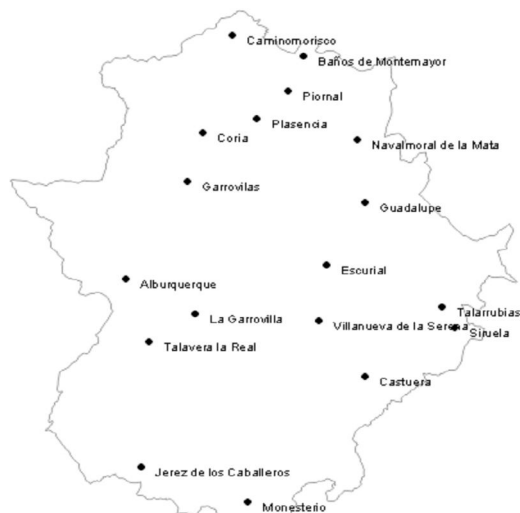 Caminomorisco
Baños de Montemayor
Piornal
Plasencia
Coria
Navalmoral de la Mata
Garrovilas
Guadalupe
Escurial
Alburquerque
Talarrubias
La Garrovilla
Villanueva de la Serena
Siruela
Talavera la Real
Castuera
Jerez de los Caballeros
Monesterio